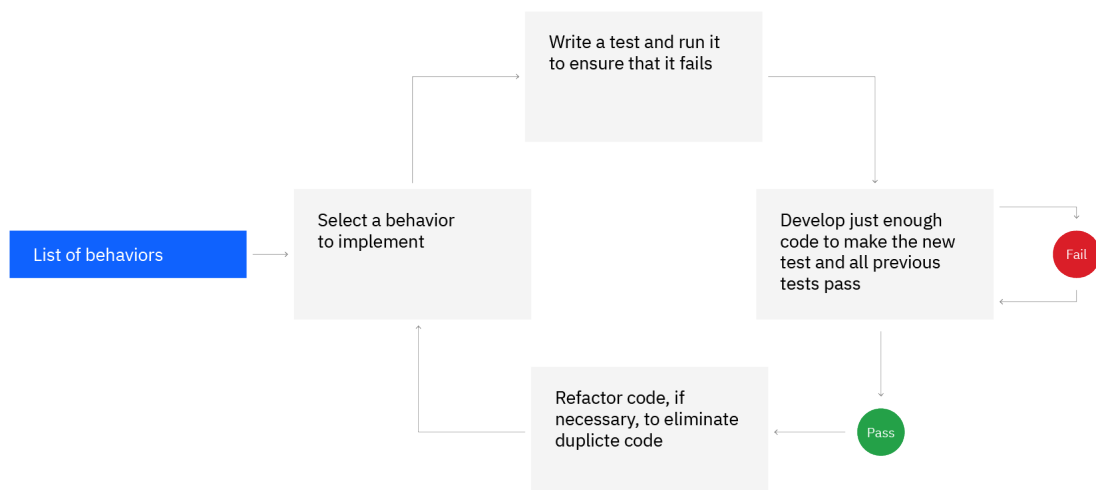 Write a test and run it
to ensure that it fails
Select a behavior
to implement
List of behaviors
Develop just enough
code to make the new
test and all previous
tests pass
Fail
Refactor code, if
necessary, to eliminate
duplicte code
Pass